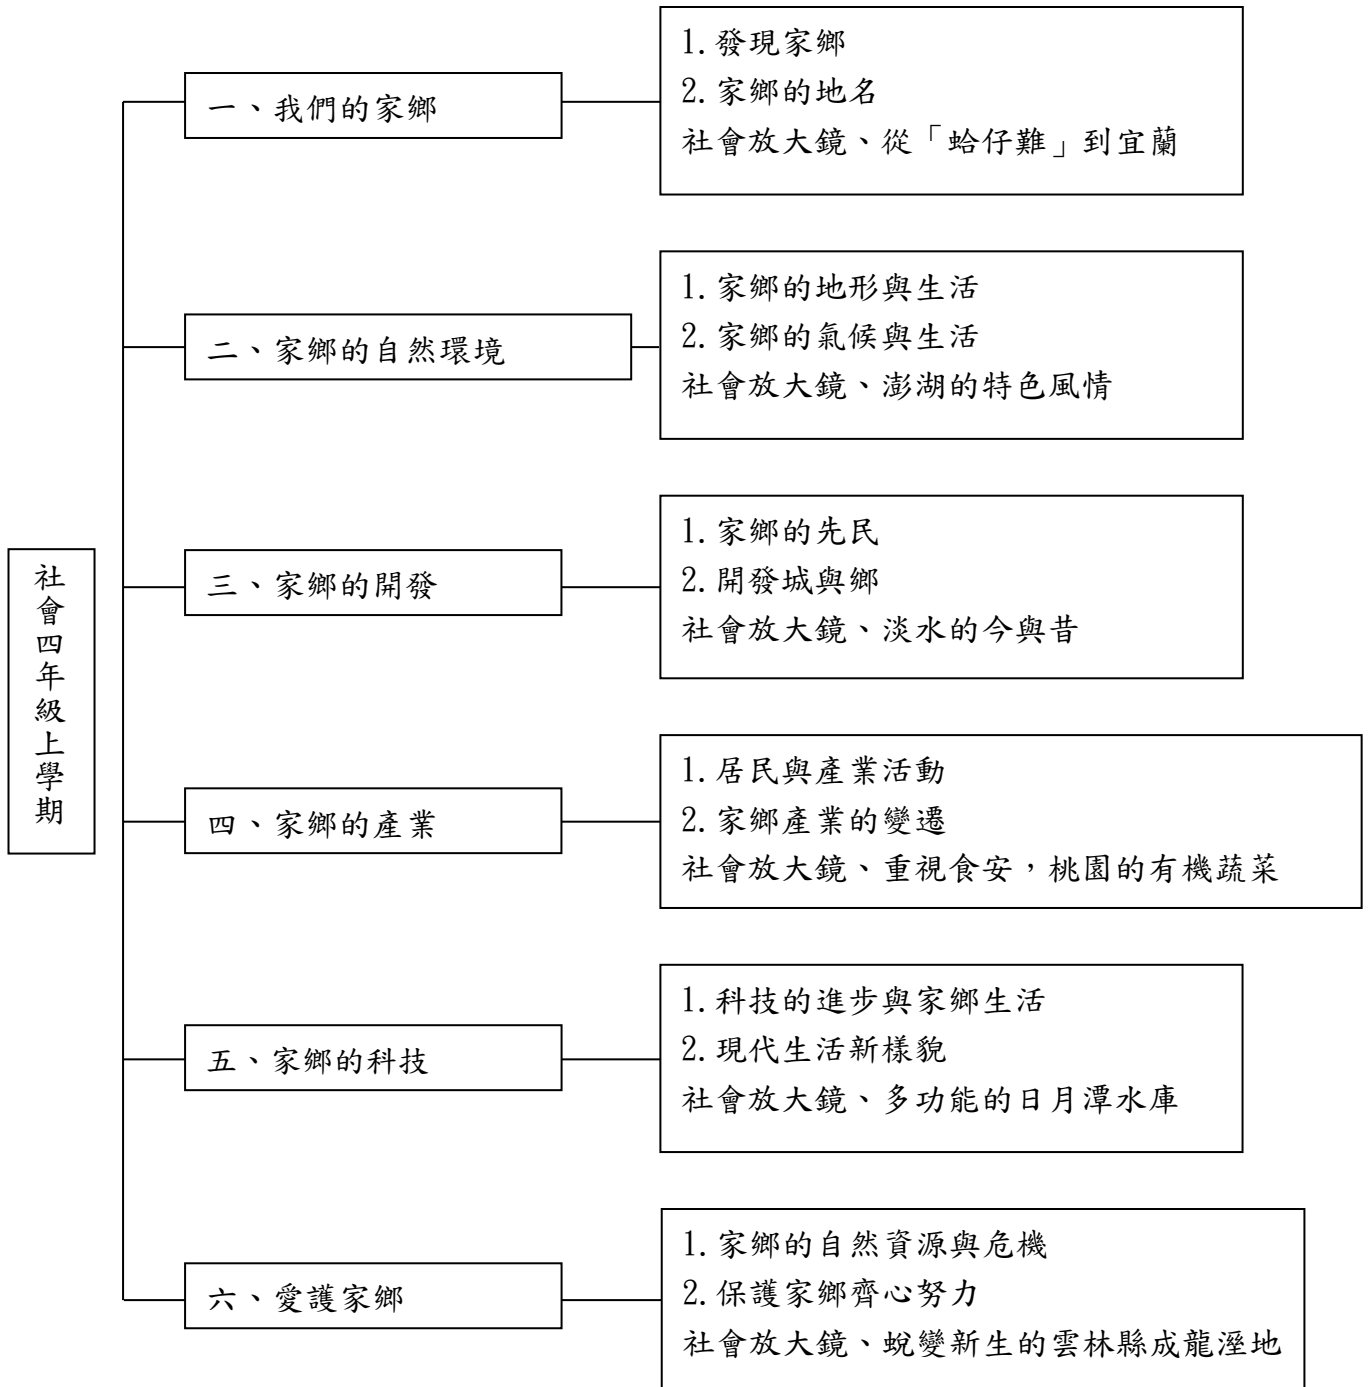 社會四年級上學期
一、我們的家鄉
1.發現家鄉
2.家鄉的地名
社會放大鏡、從「蛤仔難」到宜蘭
二、家鄉的自然環境
1.家鄉的地形與生活
2.家鄉的氣候與生活
社會放大鏡、澎湖的特色風情
三、家鄉的開發
1.家鄉的先民
2.開發城與鄉
社會放大鏡、淡水的今與昔
四、家鄉的產業
1.居民與產業活動
2.家鄉產業的變遷
社會放大鏡、重視食安，桃園的有機蔬菜
五、家鄉的科技
1.科技的進步與家鄉生活
2.現代生活新樣貌
社會放大鏡、多功能的日月潭水庫
六、愛護家鄉
1.家鄉的自然資源與危機
2.保護家鄉齊心努力
社會放大鏡、蛻變新生的雲林縣成龍溼地